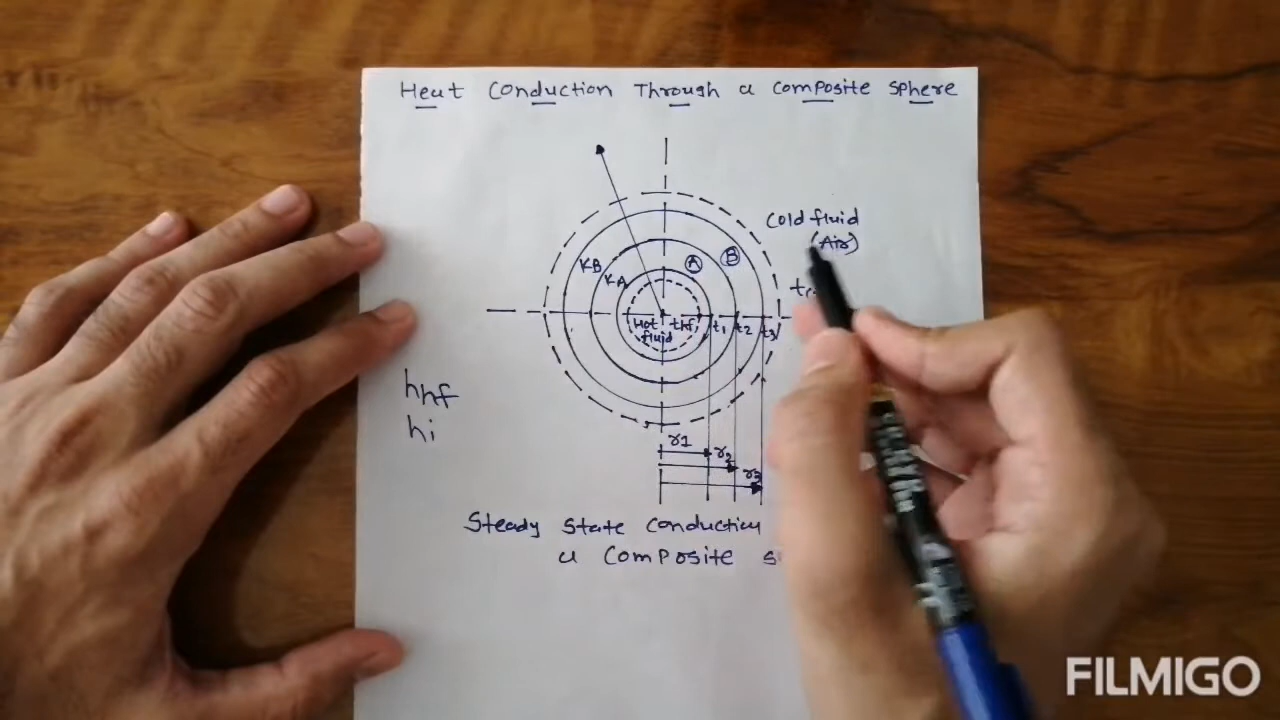 Heat Conduction Through a Composite Sphere
Cold fluid
(Air)
B
A
KB
KA
Hot thf
fluid
t1 t2 t3
hhf
hi
r1
r2
r3
Steady State Conduction
a Composite
FILMIGO